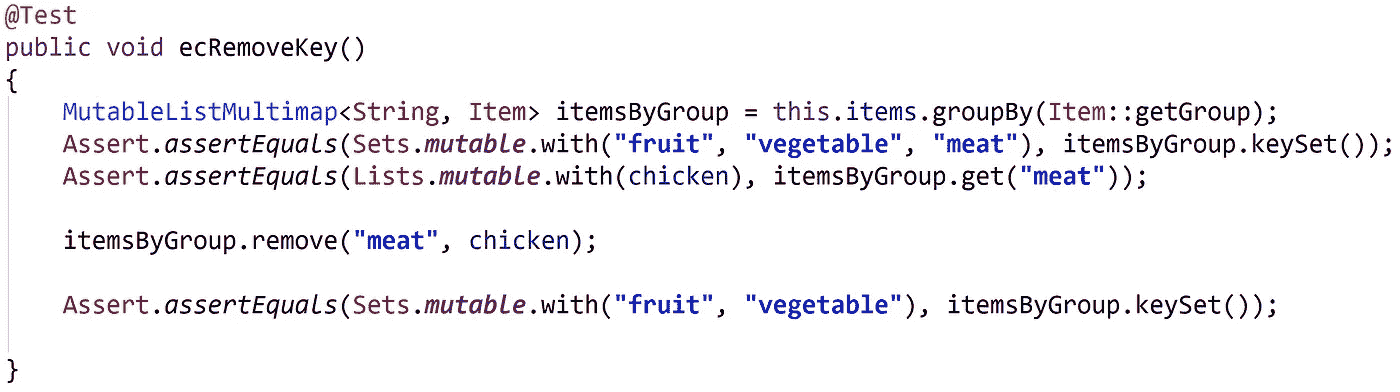 @Test
public void ecRemoveKey()
{
    MutableListMultimap<String, Item> itemsByGroup = this.items.groupBy(Item::getGroup);
    Assert.assertEquals(Sets.mutable.with("fruit", "vegetable", "meat"), itemsByGroup.keySet());
    Assert.assertEquals(Lists.mutable.with(chicken), itemsByGroup.get("meat"));
    itemsByGroup.remove("meat", chicken);
    Assert.assertEquals(Sets.mutable.with("fruit", "vegetable"), itemsByGroup.keySet());
}